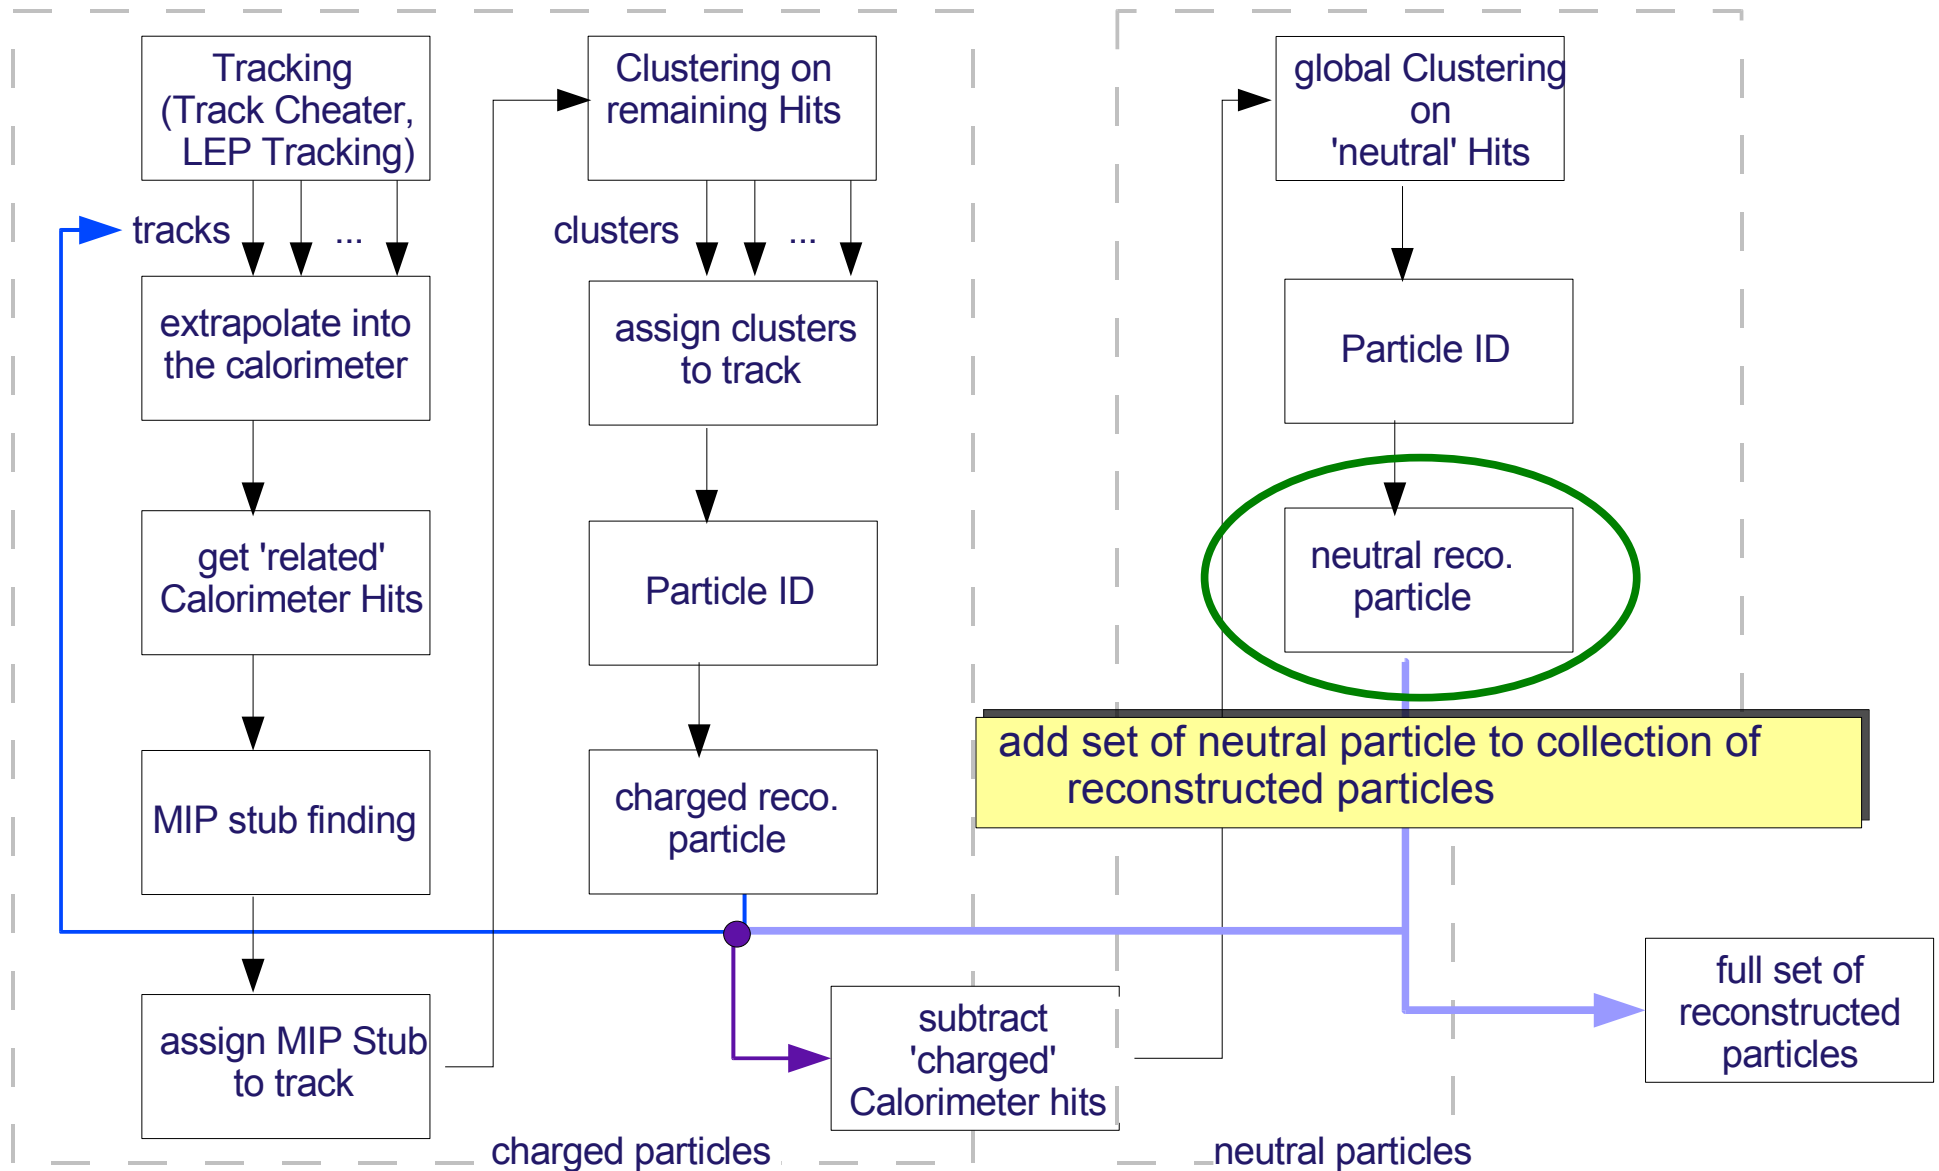 Tracking
(Track Cheater,
LEP Tracking)
tracks
...
extrapolate into
the calorimeter
get 'related'
Calorimeter Hits
MIP stub finding
assign MIP Stub
to track
Clustering on
remaining Hits
clusters
...
assign clusters
to track
Particle ID
charged reco.
particle
subtract
'charged'
Calorimeter hits
charged particles
global Clustering
on
'neutral' Hits
Particle ID
neutral reco.
particle
add set of neutral particle to collection of
reconstructed particles
full set of
reconstructed
particles
neutral particles